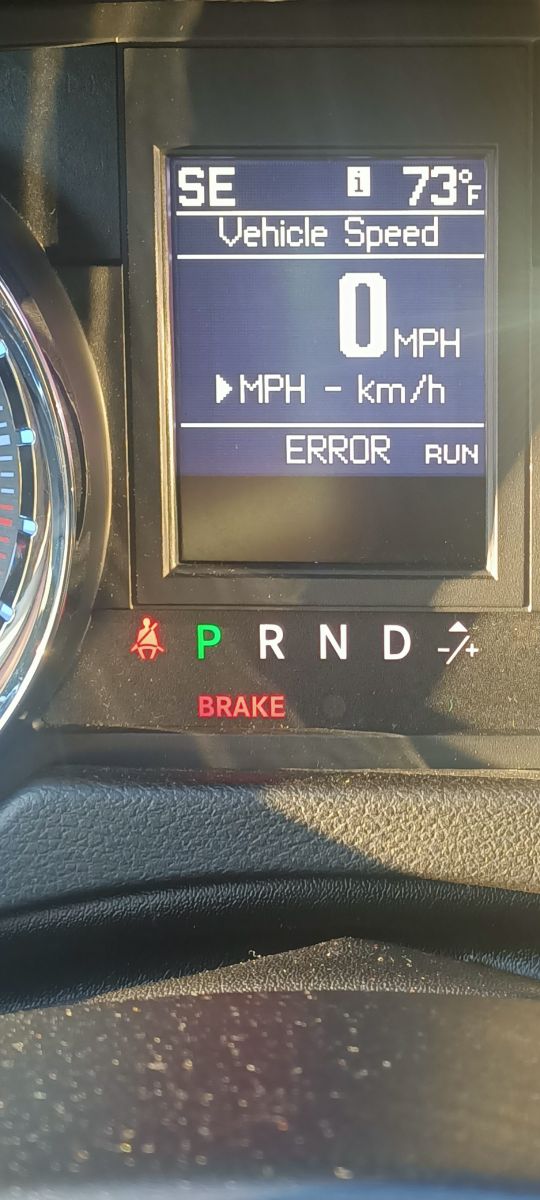 SE i 73°F
Vehicle Speed
0 MPH
▶MPH - km/h
ERROR RUN
P R N D -/+
BRAKE